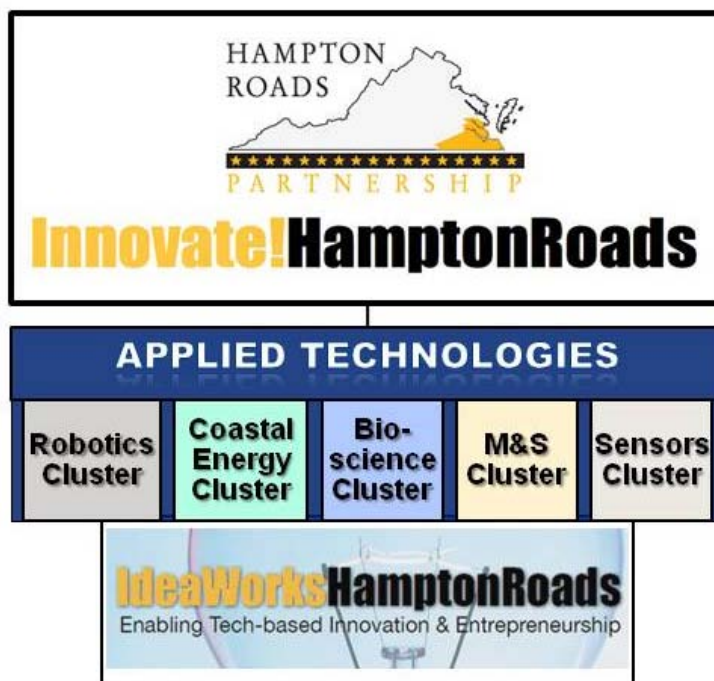 HAMPTON
ROADS
PARTNERSHIP
Innovate!HamptonRoads
APPLIED TECHNOLOGIES
Robotics
Cluster
Coastal
Energy
Cluster
Bio-
science
Cluster
M&S
Cluster
Sensors
Cluster
IdeaWorksHamptonRoads
Enabling Tech-based Innovation & Entrepreneurship